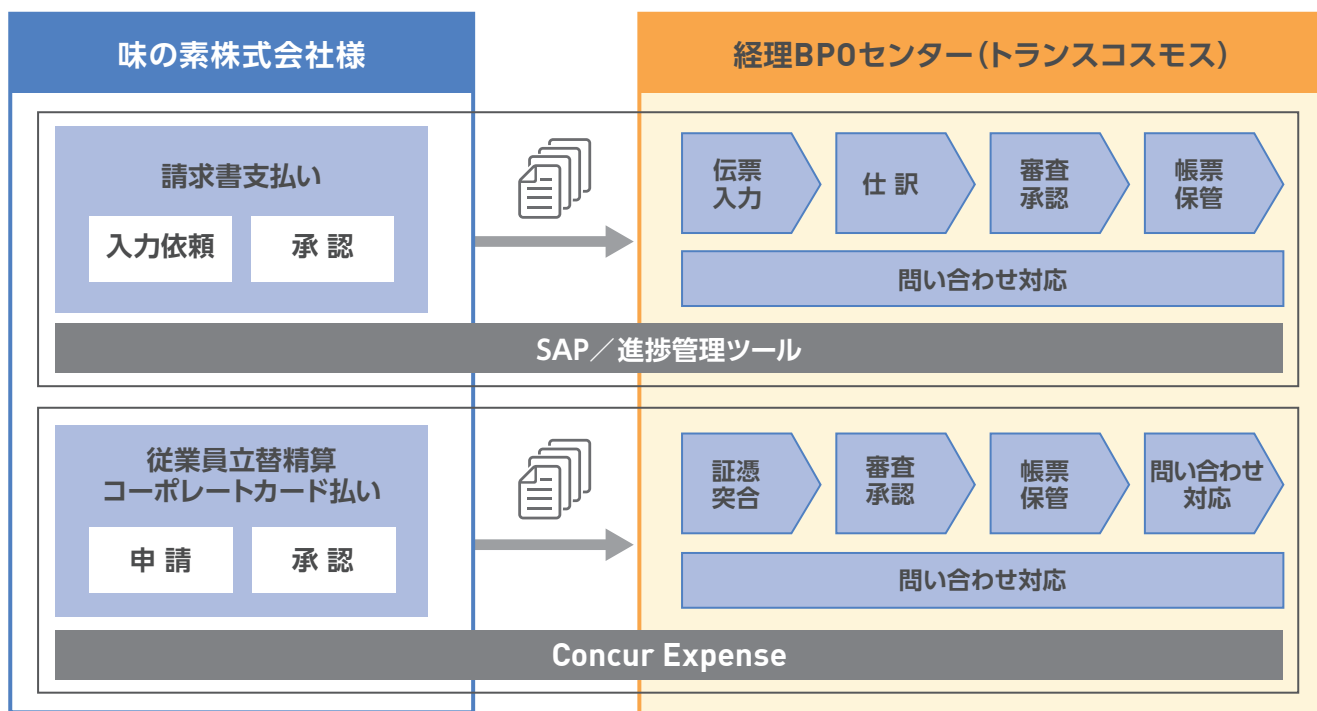 味の素株式会社様
経理BPOセンター(トランスコスモス)
請求書支払い
入力依頼
承 認
伝票
入力
仕 訳
審査
承認
帳票
保管
問い合わせ対応
SAP／進捗管理ツール
従業員立替精算
コーポレートカード払い
申 請
承 認
証憑
突合
審査
承認
帳票
保管
問い合わせ
対応
問い合わせ対応
Concur Expense